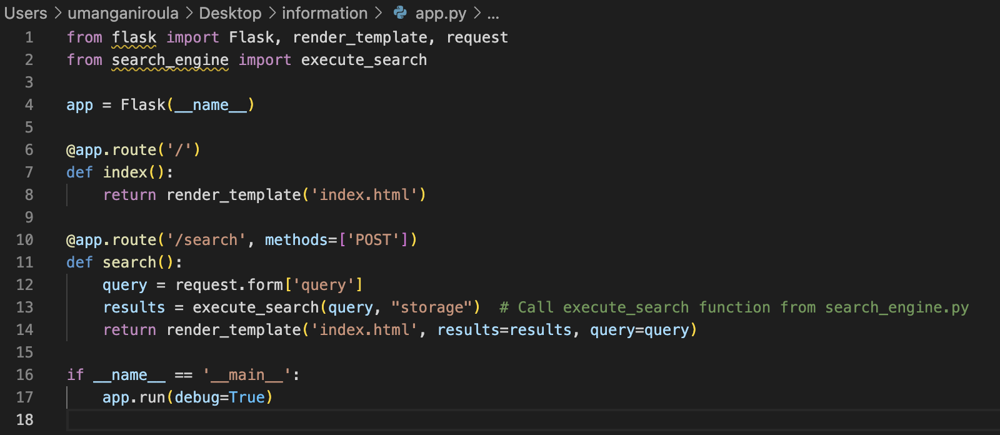 Users > umanganiroula > Desktop > information > app.py > ...
1 from flask import Flask, render_template, request
2 from search_engine import execute_search
3
4 app = Flask(__name__)
5
6 @app.route('/')
7 def index():
8     return render_template('index.html')
9
10 @app.route('/search', methods=['POST'])
11 def search():
12     query = request.form['query']
13     results = execute_search(query, "storage")  # Call execute_search function from search_engine.py
14     return render_template('index.html', results=results, query=query)
15
16 if __name__ == '__main__':
17     app.run(debug=True)
18